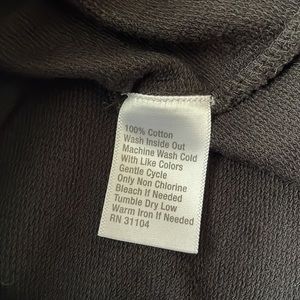 100% Cotton
Wash Inside Out
Machine Wash Cold
With Like Colors
Gentle Cycle
Only Non Chlorine
Bleach If Needed
Tumble Dry Low
Warm Iron If Needed
RN 31104